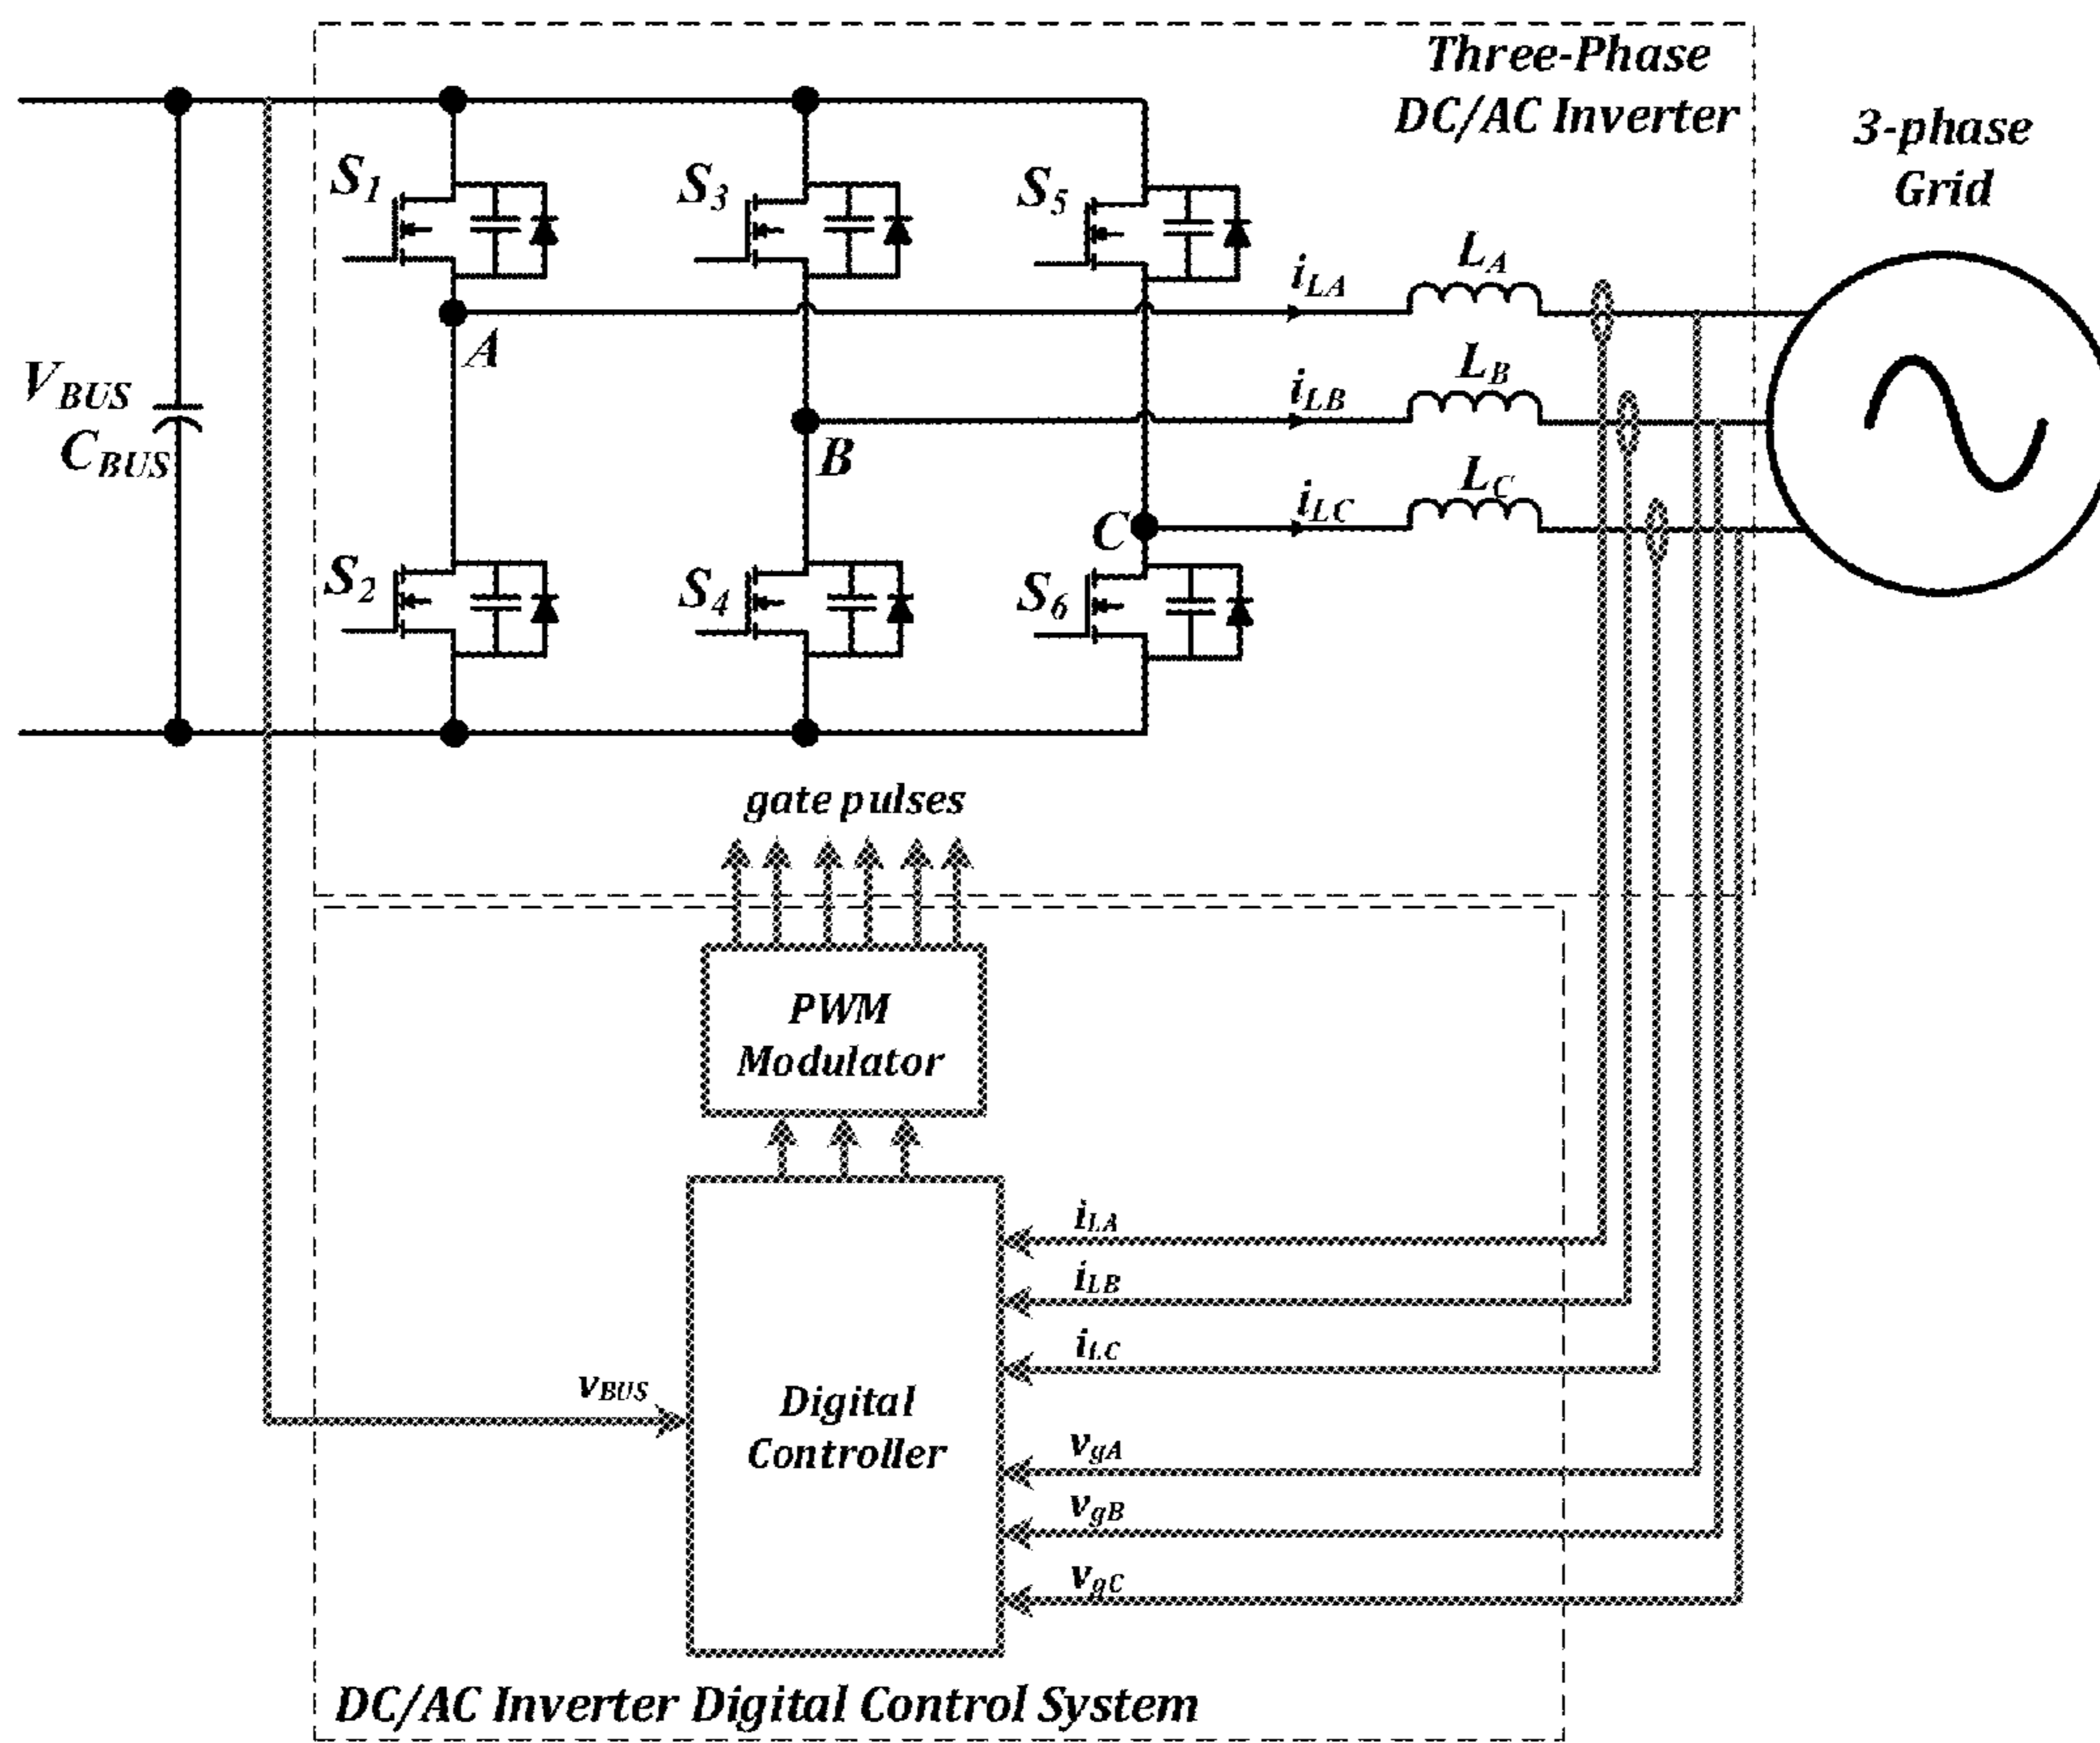 Three-Phase
DC/AC Inverter
3-phase
Grid
S1
S3
S5
iLA
LA
A
iLB
LB
VBUS
CBUS
B
iLC
LC
C
S2
S4
S6
gate pulses
PWM
Modulator
iLA
iLB
iLC
vBUS
Digital
Controller
vgA
vgB
vgC
DC/AC Inverter Digital Control System